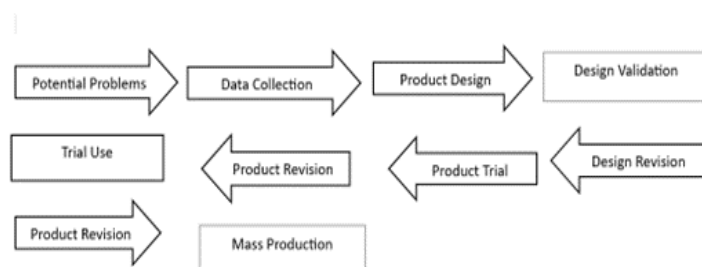 Potential Problems
Data Collection
Product Design
Design Validation
Trial Use
Product Revision
Product Trial
Design Revision
Product Revision
Mass Production